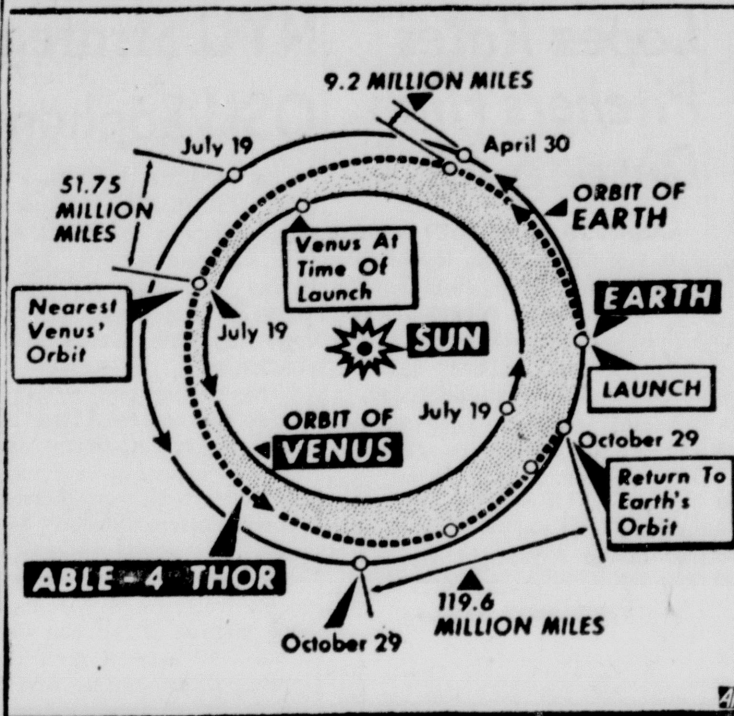 9.2 MILLION MILES
July 19
April 30
51.75
MILLION
MILES
ORBIT OF
EARTH
Venus At
Time Of
Launch
Nearest
Venus'
Orbit
July 19
EARTH
SUN
LAUNCH
ORBIT OF
VENUS
July 19
October 29
Return To
Earth's
Orbit
ABLE-4 THOR
119.6
MILLION MILES
October 29